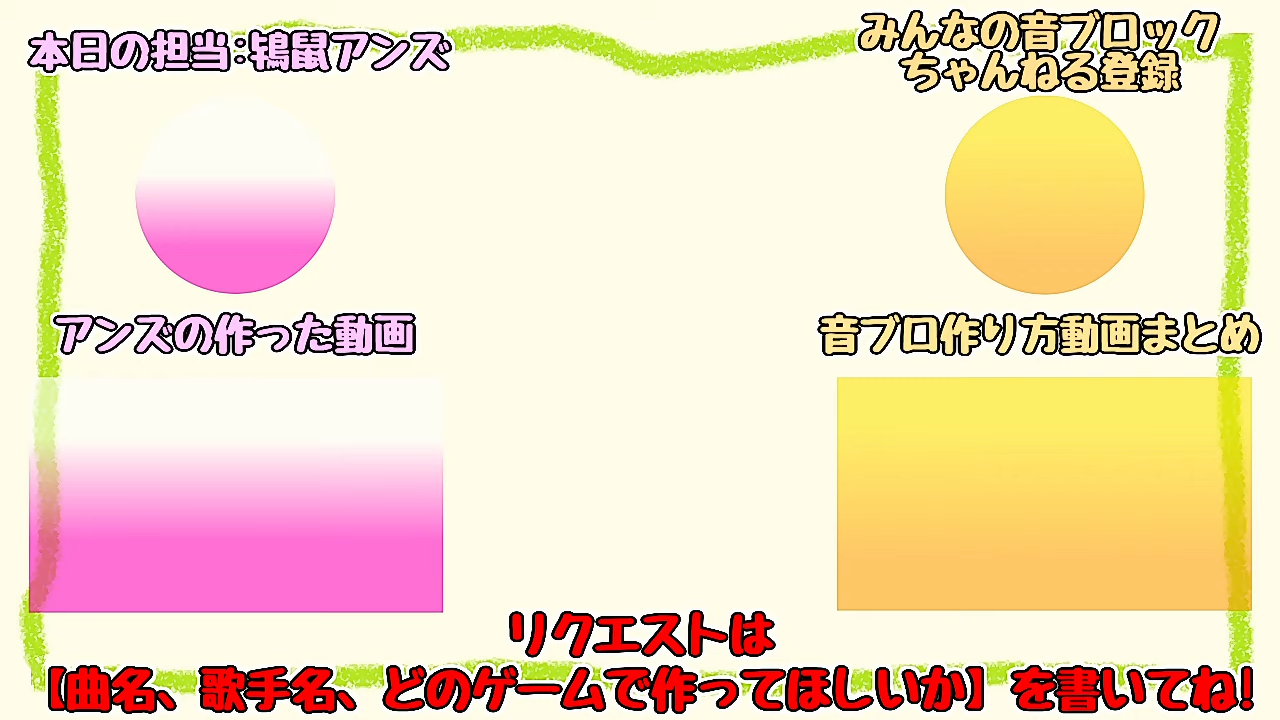 本日の担当:鴇鼠アンズ
みんなの音ブロック
ちゃんねる登録
アンズの作った動画
音ブロ作り方動画まとめ
リクエストは
【曲名、歌手名、どのゲームで作ってほしいか】を書いてね!